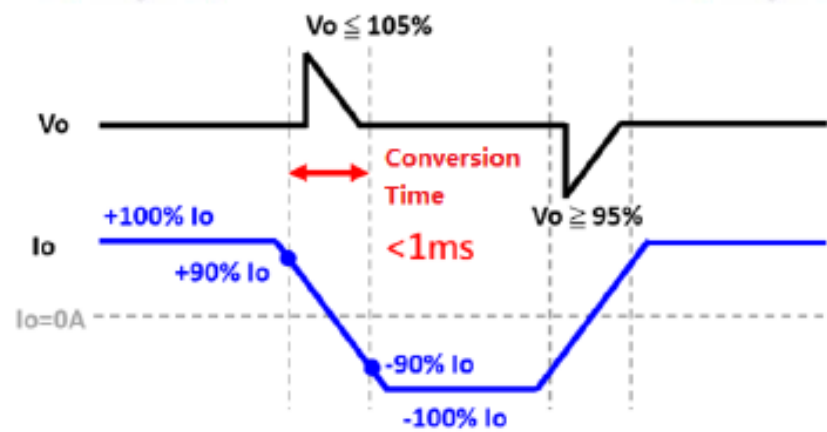 Vo ≦ 105%
Vo
Conversion
Time
<1ms
Vo ≧ 95%
+100% Io
Io
+90% Io
Io=0A
-90% Io
-100% Io